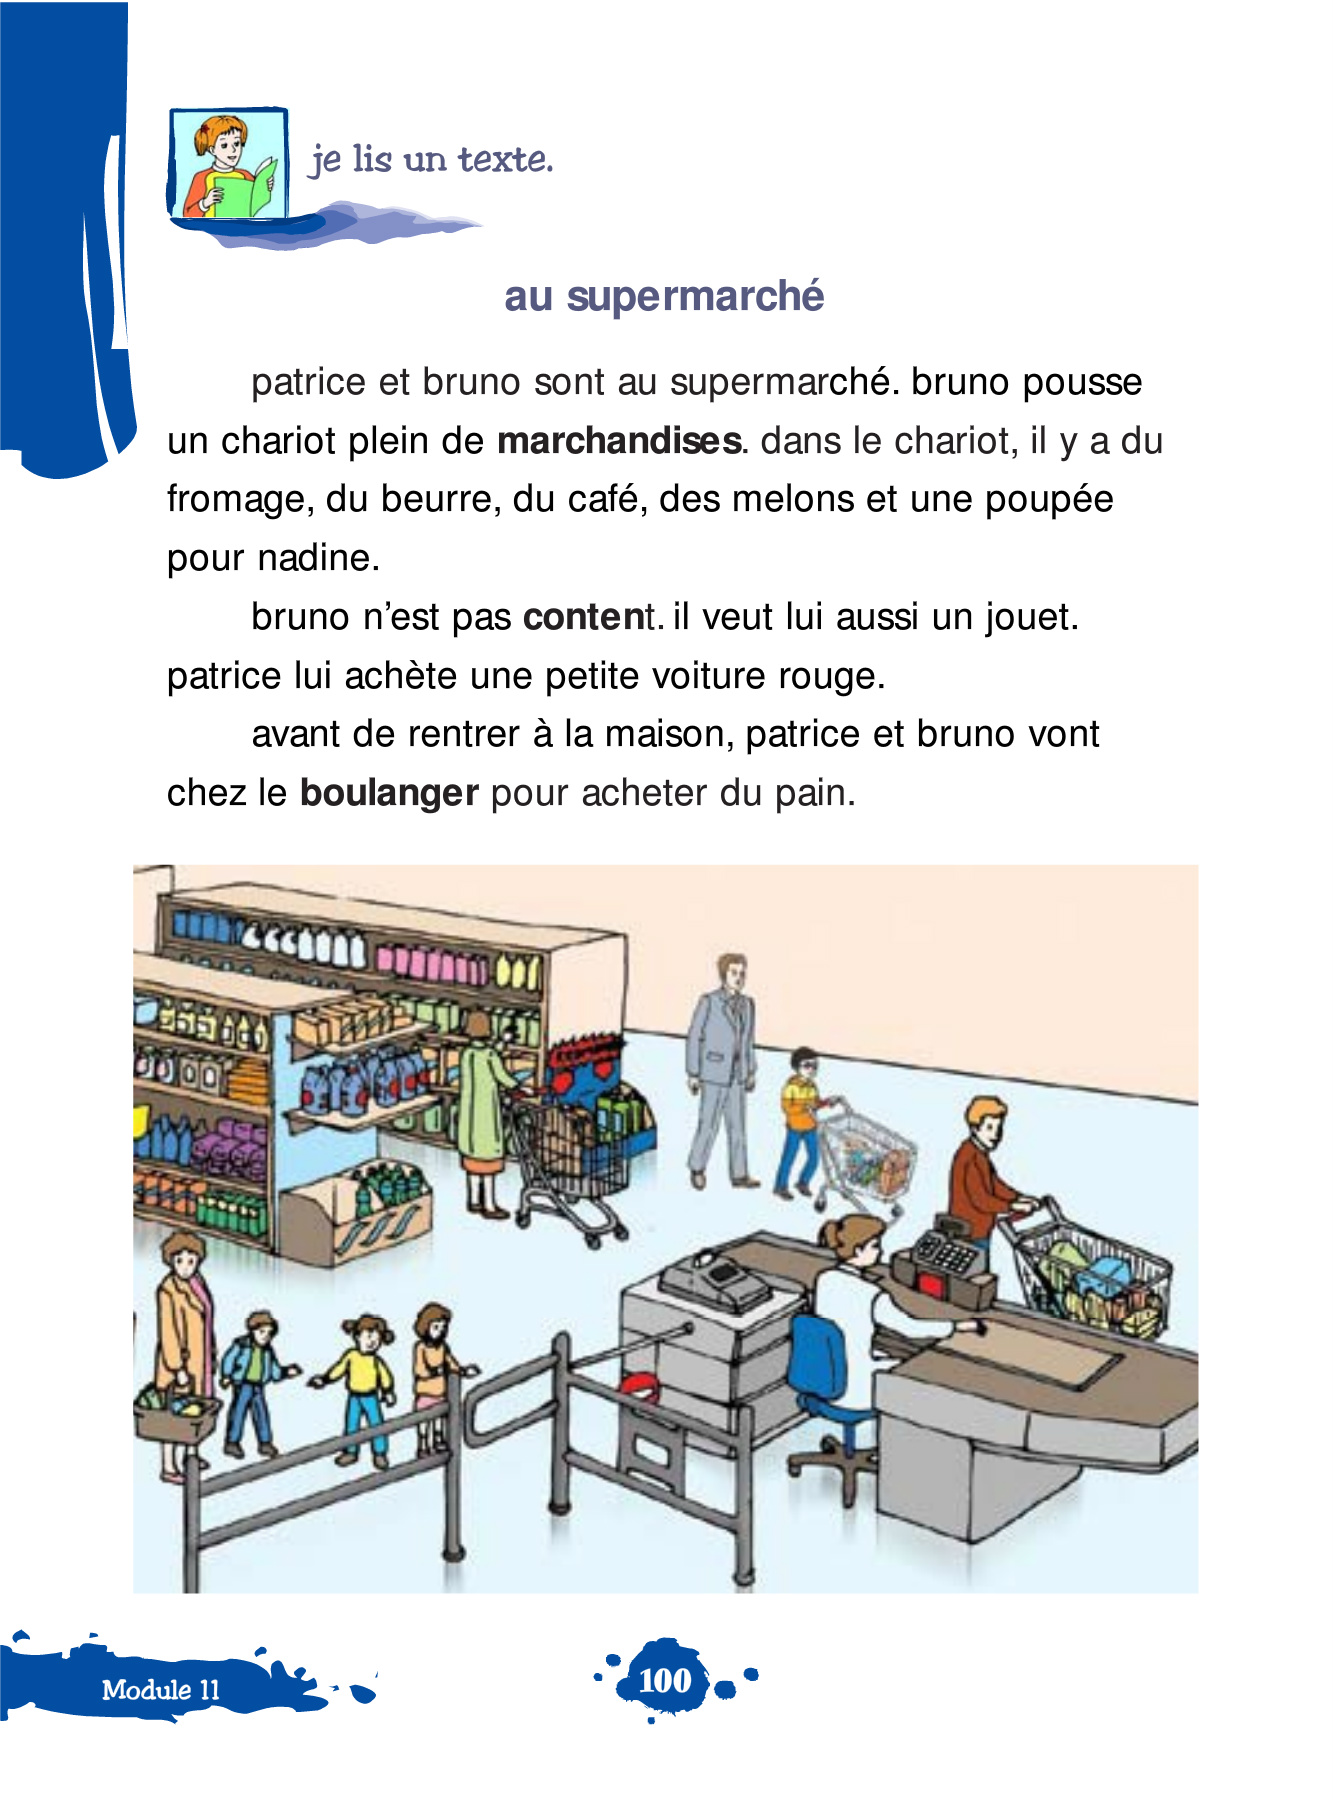 je lis un texte.
au supermarché
patrice et bruno sont au supermarché. bruno pousse
un chariot plein de marchandises. dans le chariot, il y a du
fromage, du beurre, du café, des melons et une poupée
pour nadine.
bruno n’est pas content. il veut lui aussi un jouet.
patrice lui achète une petite voiture rouge.
avant de rentrer à la maison, patrice et bruno vont
chez le boulanger pour acheter du pain.
Module 11
100